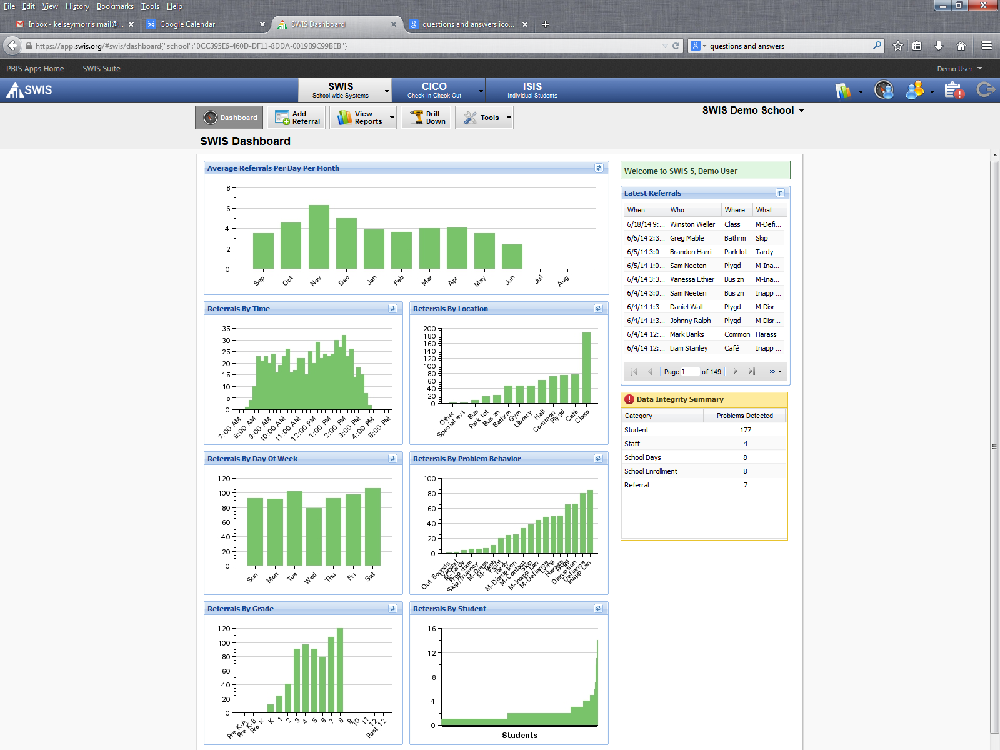 File Edit View History Bookmarks Tools Help
Inbox - kelseymorris.mail@... Google Calendar SWIS Dashboard questions and answers ico...
https://app.swis.org/#swis/dashboard{"school":"0CC395E6-460D-DF11-8DDA-0019B9C99BEB"} questions and answers
PBIS Apps Home SWIS Suite Demo User
SWIS
SWIS
School-wide Systems
CICO
Check-In Check-Out
ISIS
Individual Students
Dashboard
Add Referral
View Reports
Drill Down
Tools
SWIS Demo School
SWIS Dashboard
Average Referrals Per Day Per Month
8
6
4
2
0
Sep Oct Nov Dec Jan Feb Mar Apr May Jun Jul Aug
Welcome to SWIS 5, Demo User
Latest Referrals
When Who Where What
6/18/14 9:... Winston Weller Class M-Defi...
6/6/14 2:3... Greg Mable Bathrm Skip
6/5/14 3:0... Brandon Harri... Park lot Tardy
6/5/14 1:0... Sam Neeten Plygd M-Ina...
6/4/14 3:3... Vanessa Ethier Bus zn M-Ina...
6/4/14 3:0... Sam Neeten Bus zn Inapp ...
6/4/14 1:3... Daniel Wall Plygd M-Disr...
6/4/14 1:3... Johnny Ralph Plygd M-Disr...
6/4/14 12:... Mark Banks Common Harass
6/4/14 12:... Liam Stanley Café Inapp ...
Page 1 of 149
Data Integrity Summary
Category Problems Detected
Student 177
Staff 4
School Days 8
School Enrollment 8
Referral 7
Referrals By Time
35
30
25
20
15
10
5
0
7:00 AM 8:00 AM 9:00 AM 10:00 AM 11:00 AM 12:00 PM 1:00 PM 2:00 PM 3:00 PM 4:00 PM 5:00 PM
Referrals By Location
200
180
160
140
120
100
80
60
40
20
0
Other Special evt Bus Park lot Bus zn Bathrm Gym Library Hall Common Plygd Café Class
Referrals By Day Of Week
120
100
80
60
40
20
0
Sun Mon Tue Wed Thu Fri Sat
Referrals By Problem Behavior
100
80
60
40
20
0
Out Bounds Vandal M-Tardy Prop dam Skip/Truancy M-Dress M-Tech Fight Tardy M-Disruption M-Contact Skip M-Inapp Lan M-Defiance Lying Harass PAgg Disruption Defiance Inapp Lan
Referrals By Grade
120
100
80
60
40
20
0
Pre K-A Pre K-B Pre K K 1 2 3 4 5 6 7 8 9 10 11 12 Post 12
Referrals By Student
16
12
8
4
0
Students